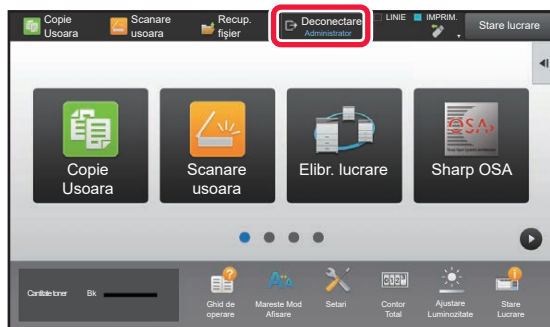 Copie
Usoara
Scanare
usoara
Recup.
fişier
Deconectare
Administrator
LINIE
IMPRIM.
Stare lucrare
Copie
Usoara
Scanare
usoara
Elibr. lucrare
OSA
Sharp OSA
Cantitate toner
Bk
Ghid de
operare
Mareste Mod
Afisare
Setari
Contor
Total
Ajustare
Luminozitate
Stare
Lucrare